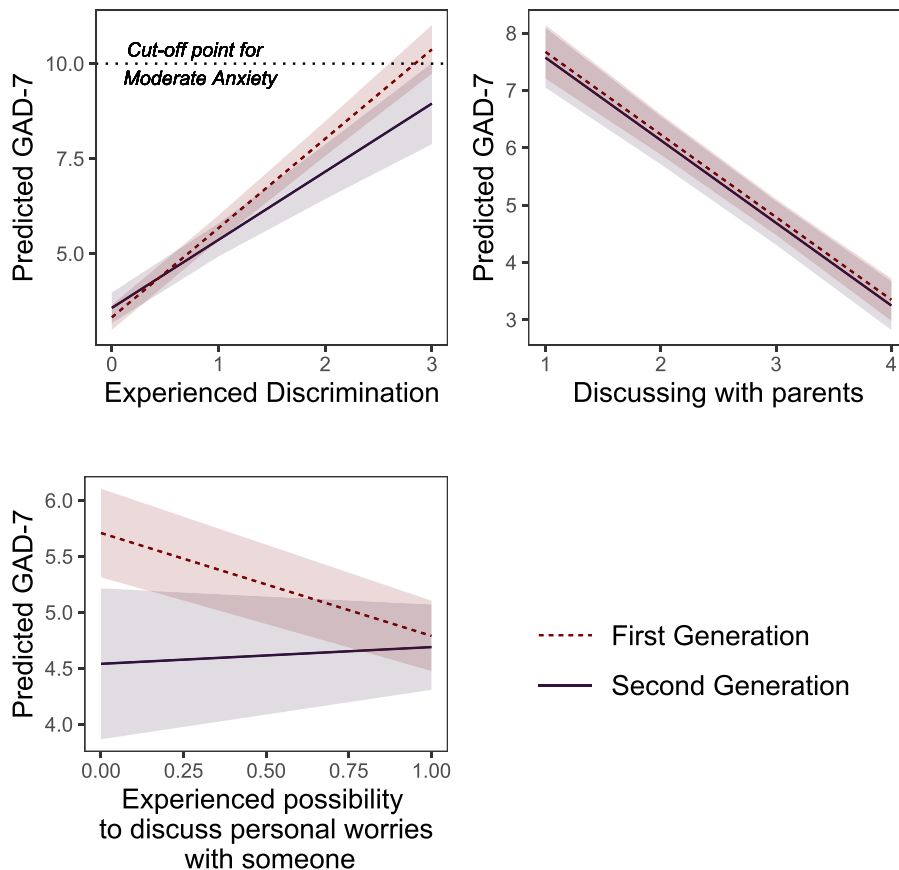 Predicted GAD-7
10.0
7.5
5.0
Cut-off point for
Moderate Anxiety
0 1 2 3
Experienced Discrimination
Predicted GAD-7
8
7
6
5
4
3
1 2 3 4
Discussing with parents
Predicted GAD-7
6.0
5.5
5.0
4.5
4.0
0.00 0.25 0.50 0.75 1.00
Experienced possibility
to discuss personal worries
with someone
First Generation
Second Generation